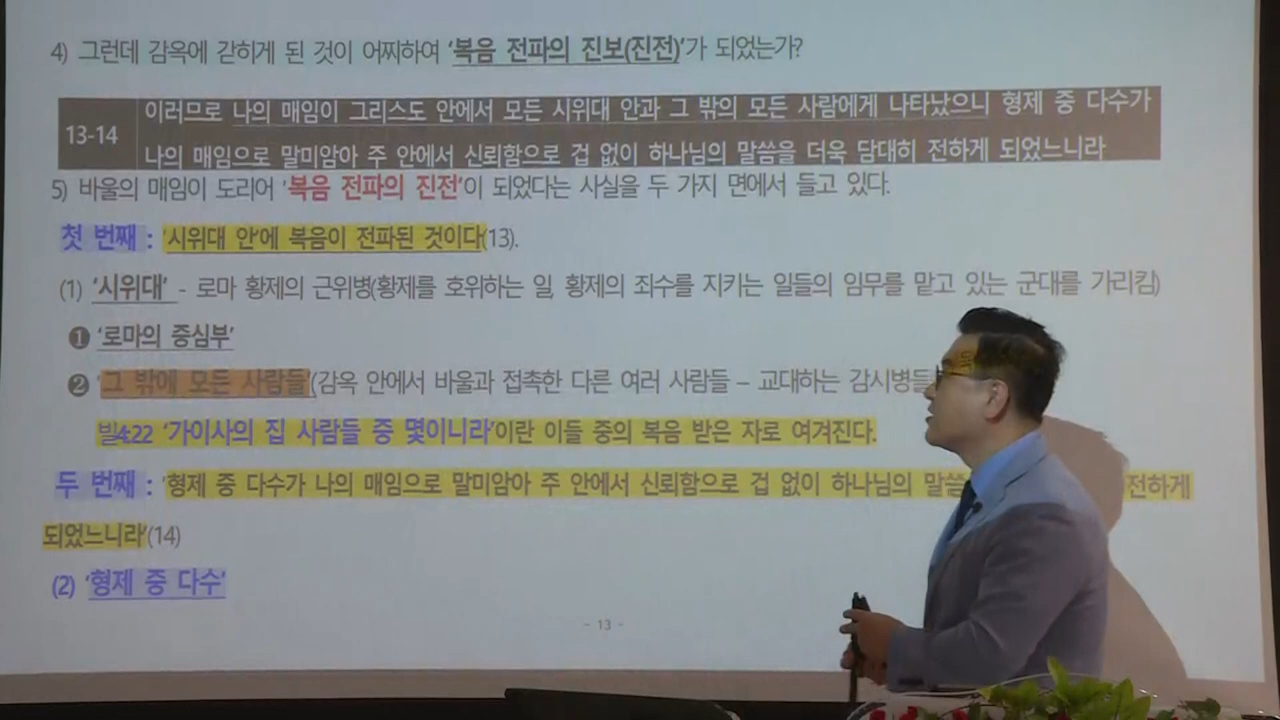 4) 그런데 감옥에 갇히게 된 것이 어찌하여 '복음 전파의 진보(진전)'가 되었는가?
13-14
이러므로 나의 매임이 그리스도 안에서 모든 시위대 안과 그 밖의 모든 사람에게 나타났으니 형제 중 다수가
나의 매임으로 말미암아 주 안에서 신뢰함으로 겁 없이 하나님의 말씀을 더욱 담대히 전하게 되었느니라
5) 바울의 매임이 도리어 '복음 전파의 진전'이 되었다는 사실을 두 가지 면에서 들고 있다.
첫 번째 : '시위대 안'에 복음이 전파된 것이다(13).
(1) '시위대' - 로마 황제의 근위병(황제를 호위하는 일, 황제의 죄수를 지키는 일들의 임무를 맡고 있는 군대를 가리킴)
❶ '로마의 중심부'
❷ '그 밖에 모든 사람들(감옥 안에서 바울과 접촉한 다른 여러 사람들 – 교대하는 감시병들
빌4:22 '가이사의 집 사람들 중 몇이니라'이란 이들 중의 복음 받은 자로 여겨진다.
두 번째 : '형제 중 다수가 나의 매임으로 말미암아 주 안에서 신뢰함으로 겁 없이 하나님의 전하게
되었느니라'(14)
(2) '형제 중 다수'
- 13 -